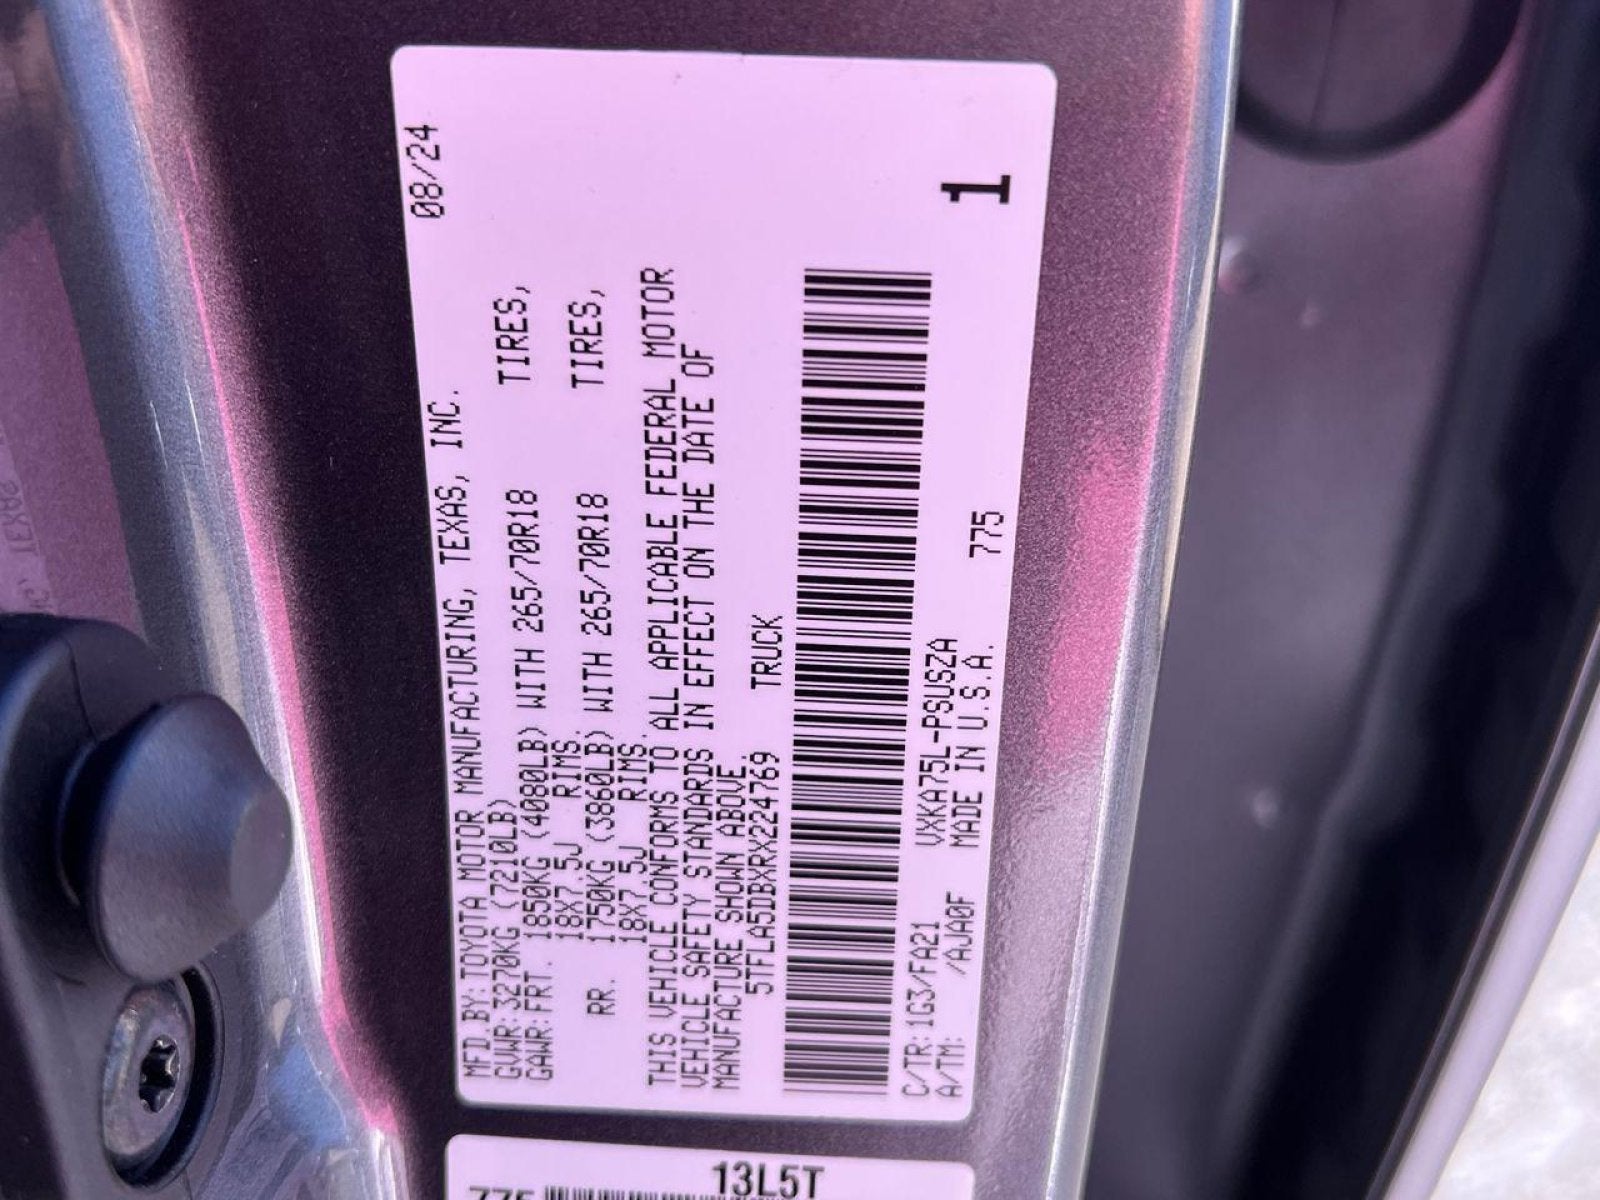 MFD.BY:TOYOTA MOTOR MANUFACTURING, TEXAS, INC. 08/24
GVWR:3270KG (7210LB)
GAWR:FRT. 1850KG (4080LB) WITH 265/70R18 TIRES,
18X7.5J RIMS.
RR. 1750KG (3860LB) WITH 265/70R18 TIRES,
18X7.5J RIMS.
THIS VEHICLE CONFORMS TO ALL APPLICABLE FEDERAL MOTOR
VEHICLE SAFETY STANDARDS IN EFFECT ON THE DATE OF
MANUFACTURE SHOWN ABOVE.
5TFLA5DBXRX224769 TRUCK
1
C/TR:1G3/FA21 VXKA75L-PSUSZA 775
A/TM: /AJA0F MADE IN U.S.A.
13L5T
775